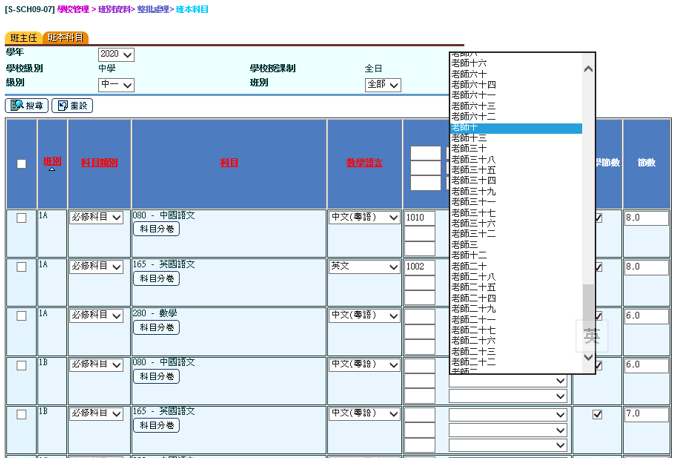 [S-SCH09-07] 學校管理 > 班別資料> 整批處理> 班本科目
班主任 班本科目
學年 2020
學校級別 中學 學校授課制 全日
級別 中一 班別 全部
搜尋 重設
班別 科目類別 科目 教學語言 學節數 節數
1A 必修科目 080 - 中國語文 中文(粵語) 1010 8.0
科目分卷
1A 必修科目 165 - 英國語文 英文 1002 8.0
科目分卷
1A 必修科目 280 - 數學 中文(粵語) 6.0
科目分卷
1B 必修科目 080 - 中國語文 中文(粵語) 6.0
科目分卷
1B 必修科目 165 - 英國語文 中文(粵語) 7.0
科目分卷
老師十六
老師六十
老師六十四
老師六十一
老師六十三
老師六十二
老師十
老師十三
老師三十
老師三十八
老師三十五
老師三十四
老師三十九
老師三十一
老師三十七
老師三十六
老師三十二
老師三
老師十二
老師二十
老師二十八
老師二十五
老師二十四
老師二十九
老師二十一
老師二十七
老師二十六
老師二十三
老師二十二
老師二
英